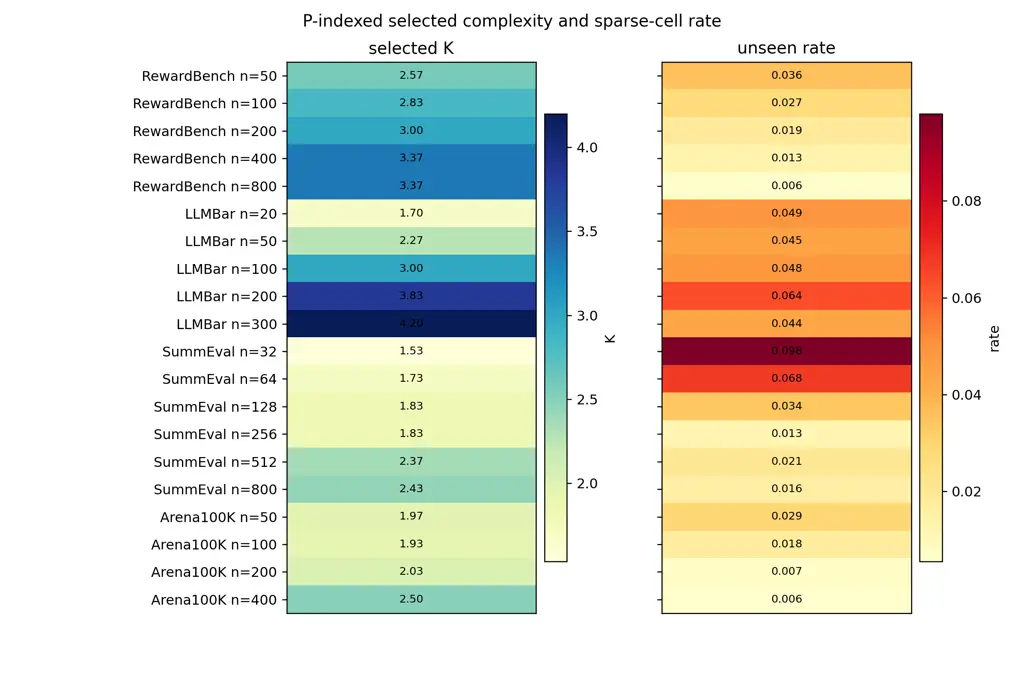 P-indexed selected complexity and sparse-cell rate
selected K
unseen rate
RewardBench n=50 2.57 0.036
RewardBench n=100 2.83 0.027
RewardBench n=200 3.00 0.019
RewardBench n=400 3.37 0.013
RewardBench n=800 3.37 0.006
LLMBar n=20 1.70 0.049
LLMBar n=50 2.27 0.045
LLMBar n=100 3.00 0.048
LLMBar n=200 3.83 0.064
LLMBar n=300 4.20 0.044
SummEval n=32 1.53 0.098
SummEval n=64 1.73 0.068
SummEval n=128 1.83 0.034
SummEval n=256 1.83 0.013
SummEval n=512 2.37 0.021
SummEval n=800 2.43 0.016
Arena100K n=50 1.97 0.029
Arena100K n=100 1.93 0.018
Arena100K n=200 2.03 0.007
Arena100K n=400 2.50 0.006
4.0
3.5
3.0
2.5
2.0
K
0.08
0.06
0.04
0.02
rate